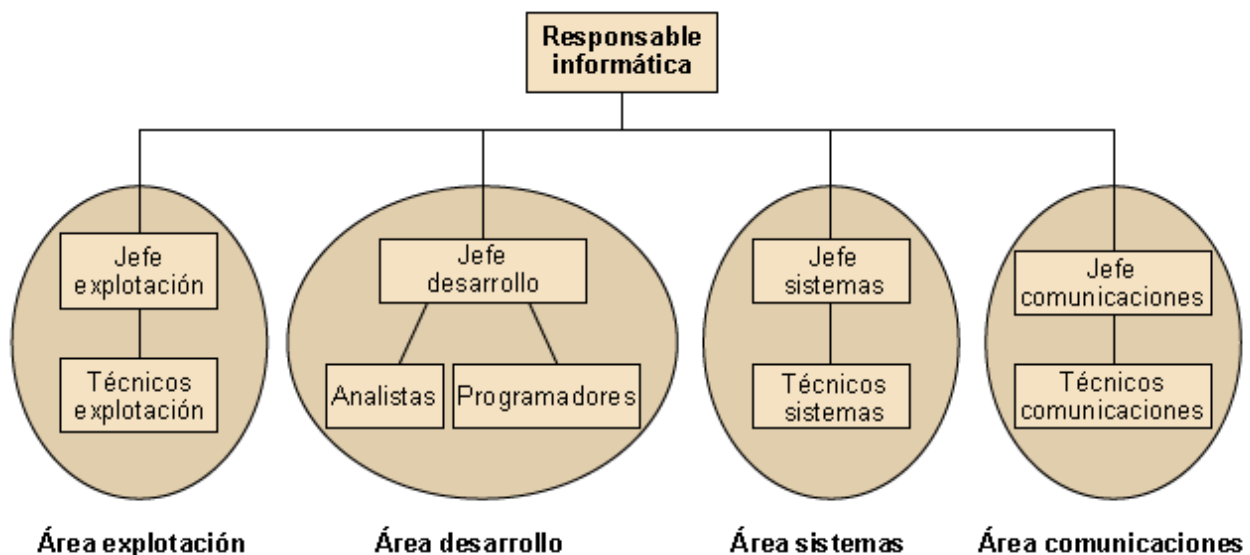 Responsable
informática
Jefe
explotación
Técnicos
explotación
Jefe
desarrollo
Analistas
Programadores
Jefe
sistemas
Técnicos
sistemas
Jefe
comunicaciones
Técnicos
comunicaciones
Área explotación
Área desarrollo
Área sistemas
Área comunicaciones